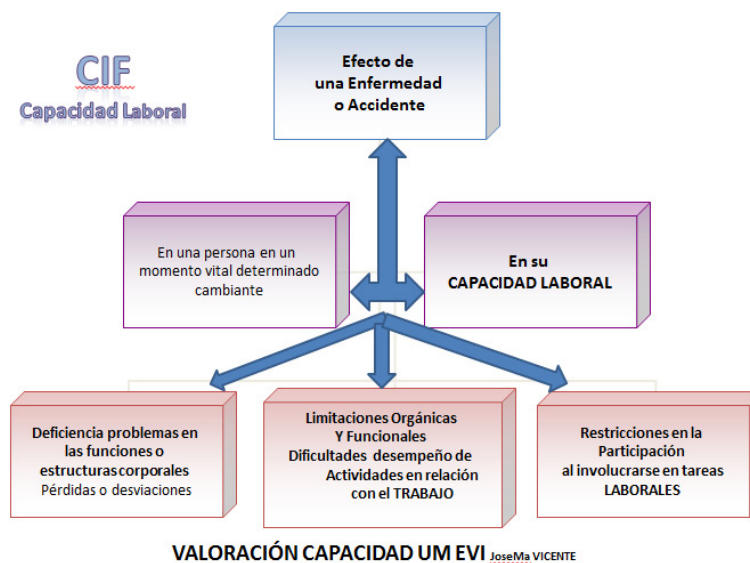 CIF
Capacidad Laboral
Efecto de
una Enfermedad
o Accidente
En una persona en un
momento vital determinado
cambiante
En su
CAPACIDAD LABORAL
Deficiencia problemas en
las funciones o
estructuras corporales
Pérdidas o desviaciones
Limitaciones Orgánicas
Y Funcionales
Dificultades desempeño de
Actividades en relación
con el TRABAJO
Restricciones en la
Participación
al involucrarse en tareas
LABORALES
VALORACIÓN CAPACIDAD UM EVI JoseMa VICENTE